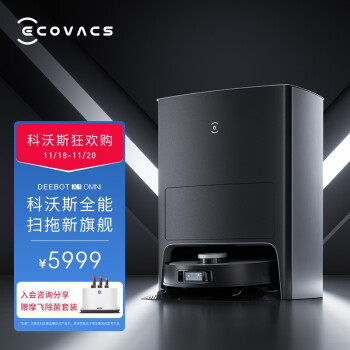 ECOVACS
科沃斯狂欢购
11/18-11/20
DEEBOT X1 OMNI
科沃斯全能
扫拖新旗舰
¥5999
入会咨询分享
赠摩飞除菌套装